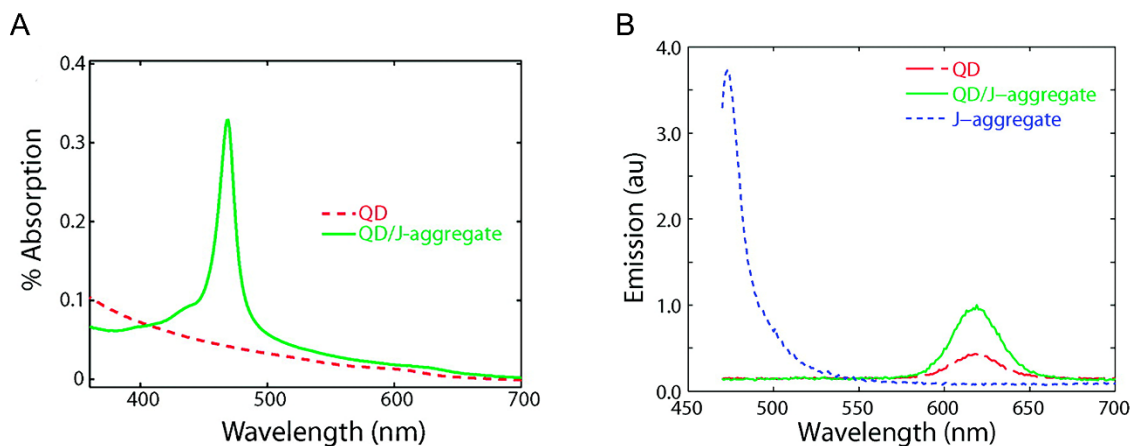 A
% Absorption
0.4
0.3
0.2
0.1
0
400
500
600
700
Wavelength (nm)
QD
QD/J-aggregate
B
Emission (au)
4.0
3.0
2.0
1.0
0.0
450
500
550
600
650
700
Wavelength (nm)
QD
QD/J-aggregate
J-aggregate